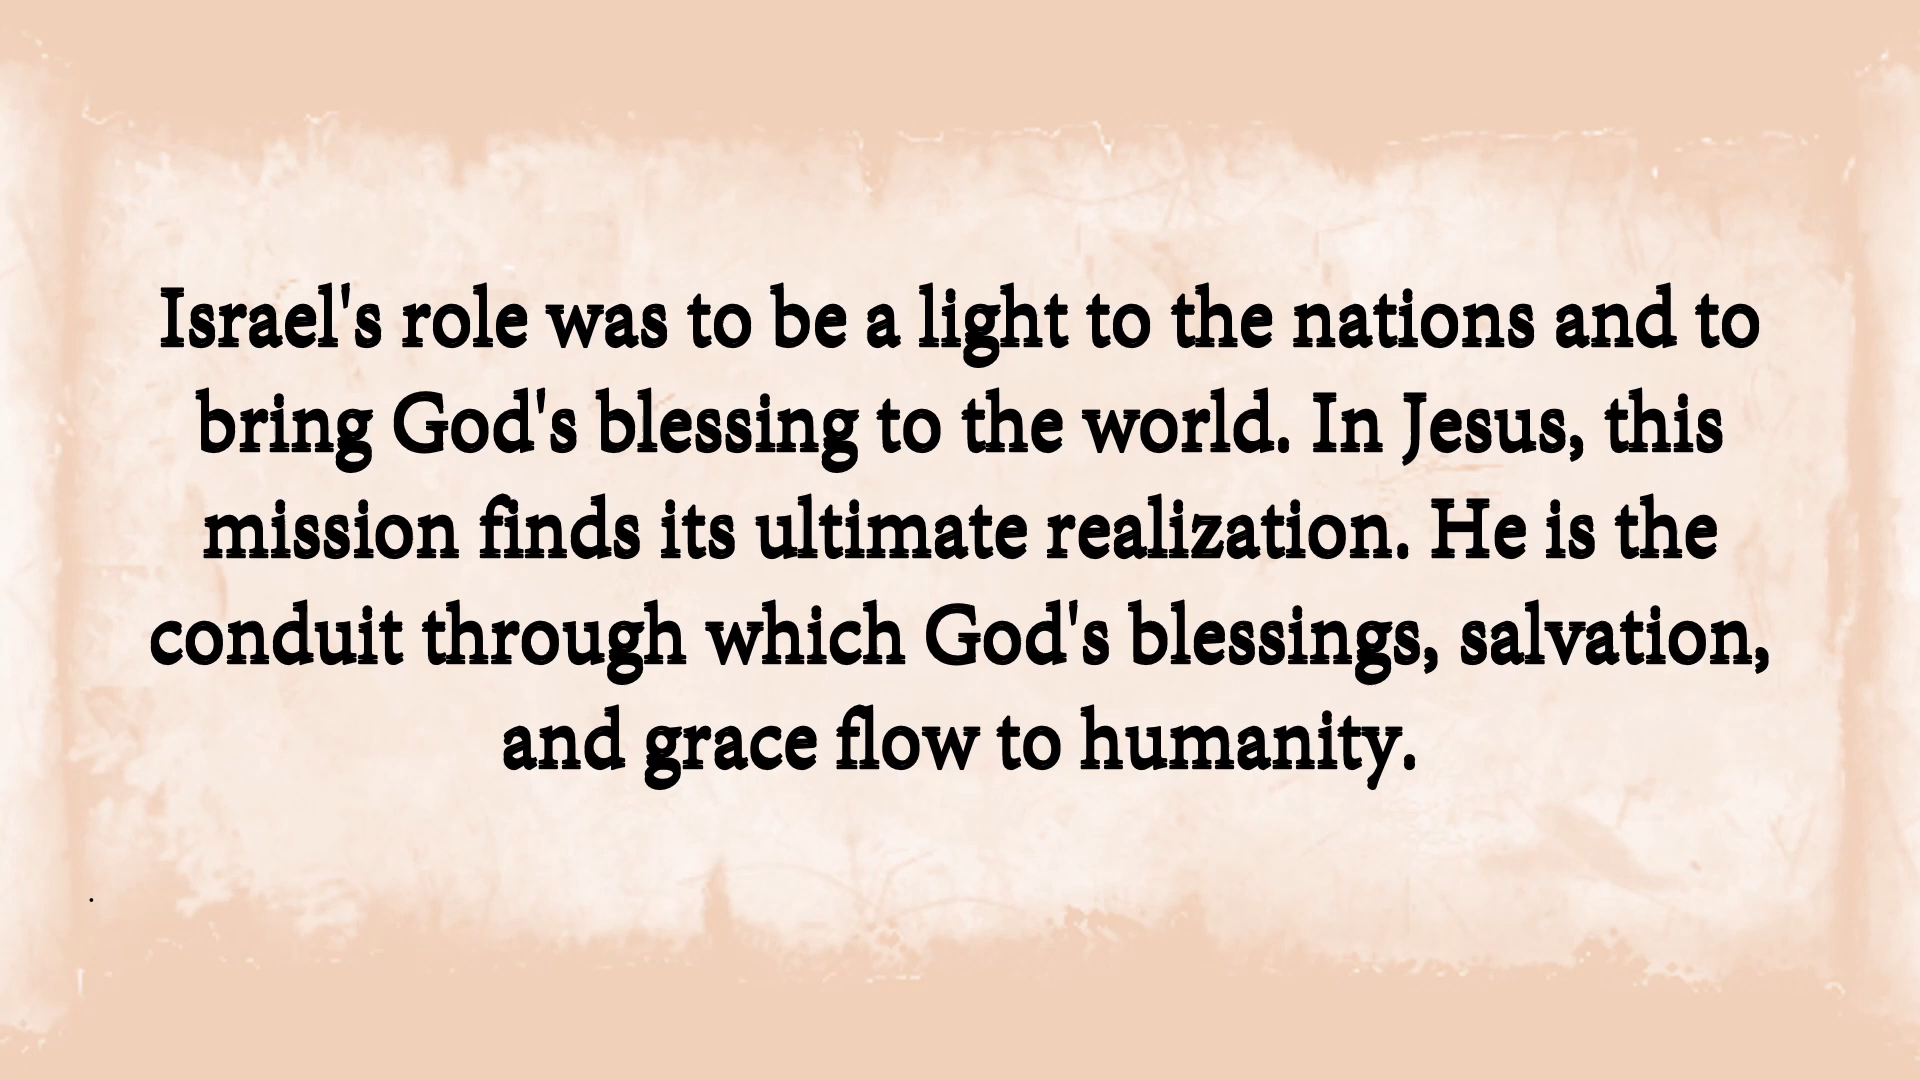 Israel's role was to be a light to the nations and to
bring God's blessing to the world. In Jesus, this
mission finds its ultimate realization. He is the
conduit through which God's blessings, salvation,
and grace flow to humanity.
.